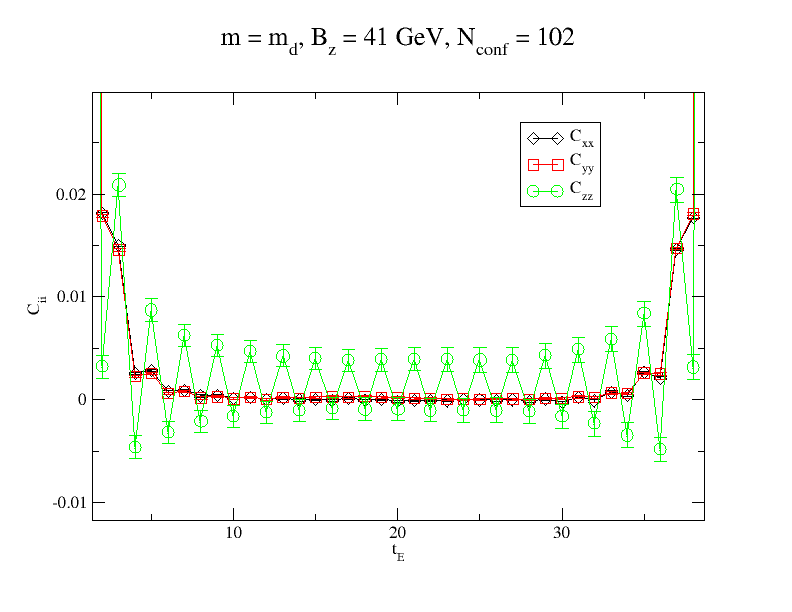 m = m_d, B_z = 41 GeV, N_conf = 102
C_xx
C_yy
C_zz
0.02
0.01
0
-0.01
C_ii
10
20
30
t_E